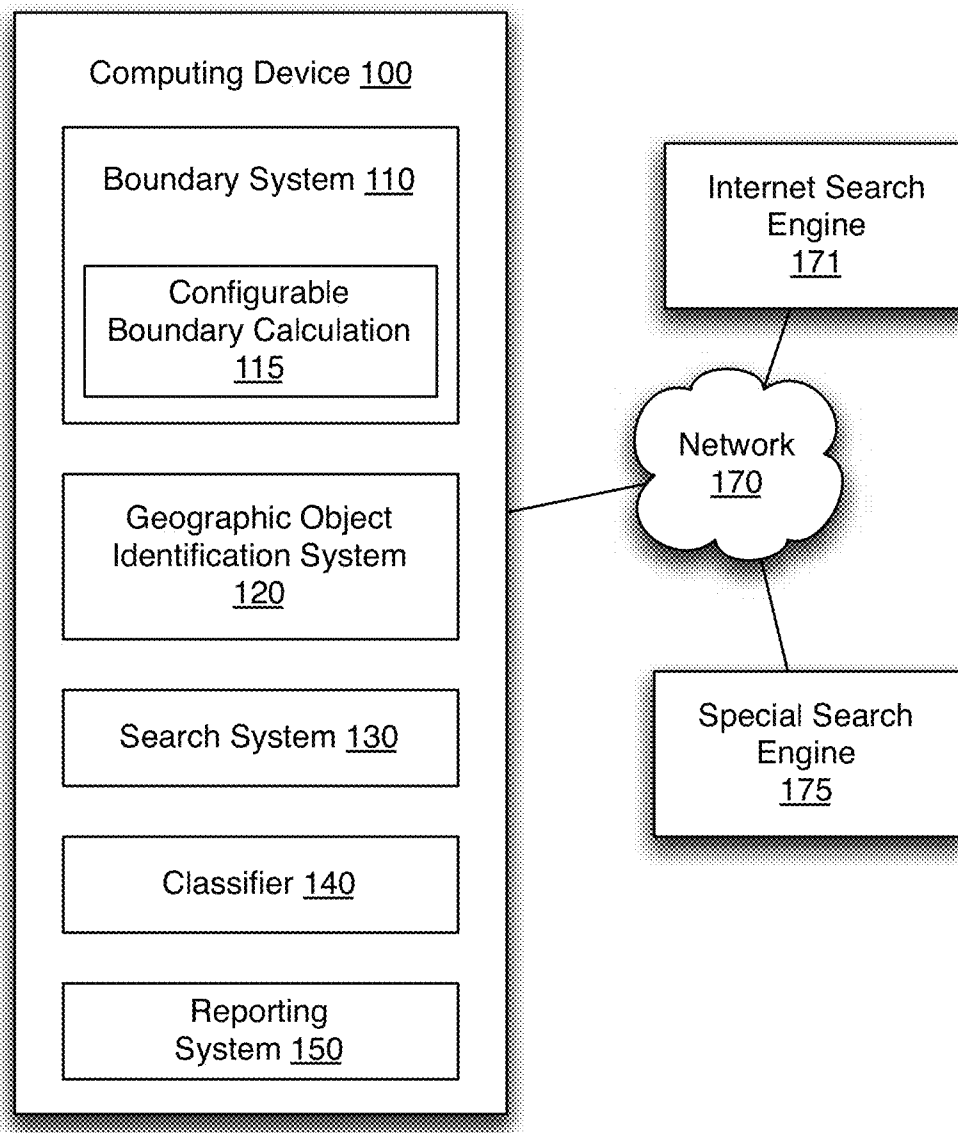 Computing Device 100
Boundary System 110
Configurable
Boundary Calculation
115
Geographic Object
Identification System
120
Search System 130
Classifier 140
Reporting
System 150
Internet Search
Engine
171
Network
170
Special Search
Engine
175